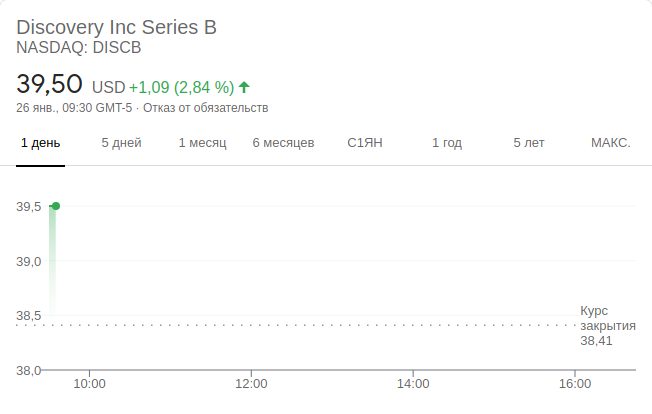 Discovery Inc Series B
NASDAQ: DISCB
39,50 USD +1,09 (2,84 %)
26 янв., 09:30 GMT-5 · Отказ от обязательств
1 день 5 дней 1 месяц 6 месяцев С1ЯН 1 год 5 лет МАКС.
39,5
39,0
38,5
Курс
закрытия
38,41
38,0
10:00 12:00 14:00 16:00